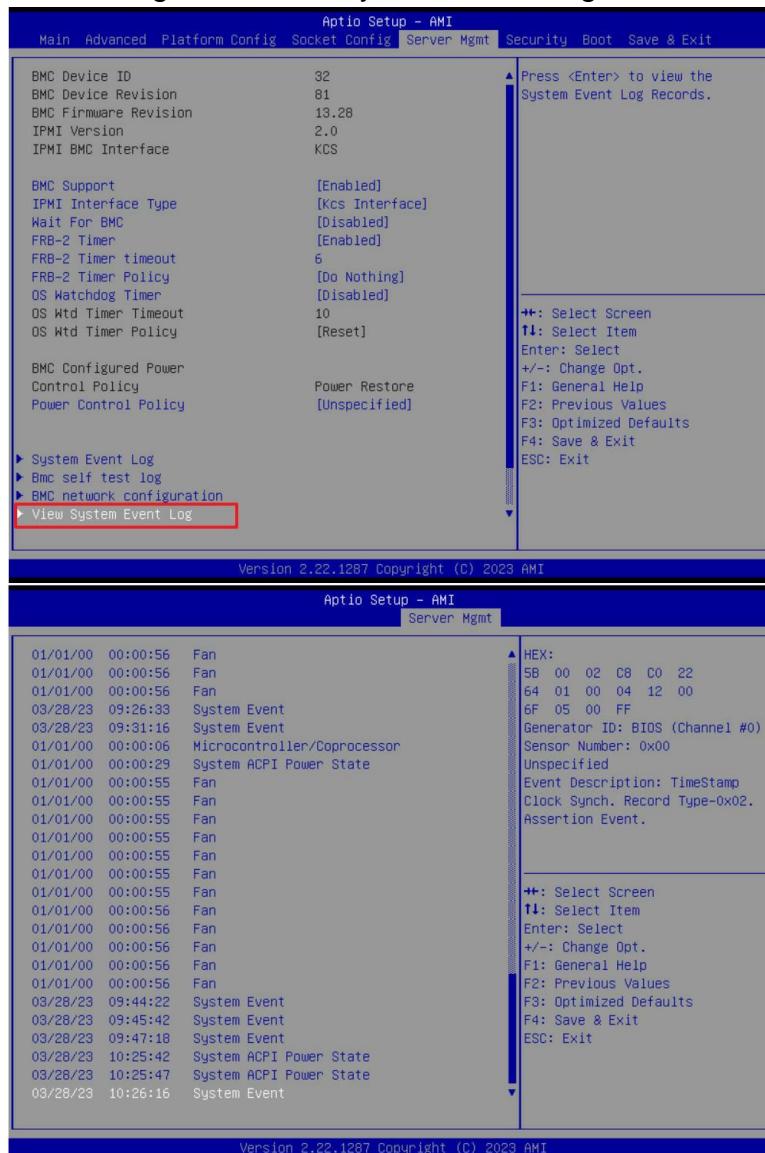 Aptio Setup – AMI
Main Advanced Platform Config Socket Config Server Mgmt Security Boot Save & Exit
BMC Device ID 32
BMC Device Revision 81
BMC Firmware Revision 13.28
IPMI Version 2.0
IPMI BMC Interface KCS
BMC Support [Enabled]
IPMI Interface Type [Kcs Interface]
Wait For BMC [Disabled]
FRB-2 Timer [Enabled]
FRB-2 Timer timeout 6
FRB-2 Timer Policy [Do Nothing]
OS Watchdog Timer [Disabled]
OS Wtd Timer Timeout 10
OS Wtd Timer Policy [Reset]
BMC Configured Power
Control Policy Power Restore
Power Control Policy [Unspecified]
System Event Log
Bmc self test log
BMC network configuration
View System Event Log
Press <Enter> to view the
System Event Log Records.
→←: Select Screen
↑↓: Select Item
Enter: Select
+/-: Change Opt.
F1: General Help
F2: Previous Values
F3: Optimized Defaults
F4: Save & Exit
ESC: Exit
Version 2.22.1287 Copyright (C) 2023 AMI
Aptio Setup – AMI
Server Mgmt
01/01/00 00:00:56 Fan
01/01/00 00:00:56 Fan
01/01/00 00:00:56 Fan
03/28/23 09:26:33 System Event
03/28/23 09:31:16 System Event
01/01/00 00:00:06 Microcontroller/Coprocessor
01/01/00 00:00:29 System ACPI Power State
01/01/00 00:00:55 Fan
01/01/00 00:00:55 Fan
01/01/00 00:00:55 Fan
01/01/00 00:00:55 Fan
01/01/00 00:00:55 Fan
01/01/00 00:00:55 Fan
01/01/00 00:00:55 Fan
01/01/00 00:00:56 Fan
01/01/00 00:00:56 Fan
01/01/00 00:00:56 Fan
01/01/00 00:00:56 Fan
01/01/00 00:00:56 Fan
03/28/23 09:44:22 System Event
03/28/23 09:45:42 System Event
03/28/23 09:47:18 System Event
03/28/23 10:25:42 System ACPI Power State
03/28/23 10:25:47 System ACPI Power State
03/28/23 10:26:16 System Event
HEX:
5B 00 02 C8 C0 22
64 01 00 04 12 00
6F 05 00 FF
Generator ID: BIOS (Channel #0)
Sensor Number: 0x00
Unspecified
Event Description: TimeStamp
Clock Synch. Record Type-0x02.
Assertion Event.
→←: Select Screen
↑↓: Select Item
Enter: Select
+/-: Change Opt.
F1: General Help
F2: Previous Values
F3: Optimized Defaults
F4: Save & Exit
ESC: Exit
Version 2.22.1287 Copyright (C) 2023 AMI